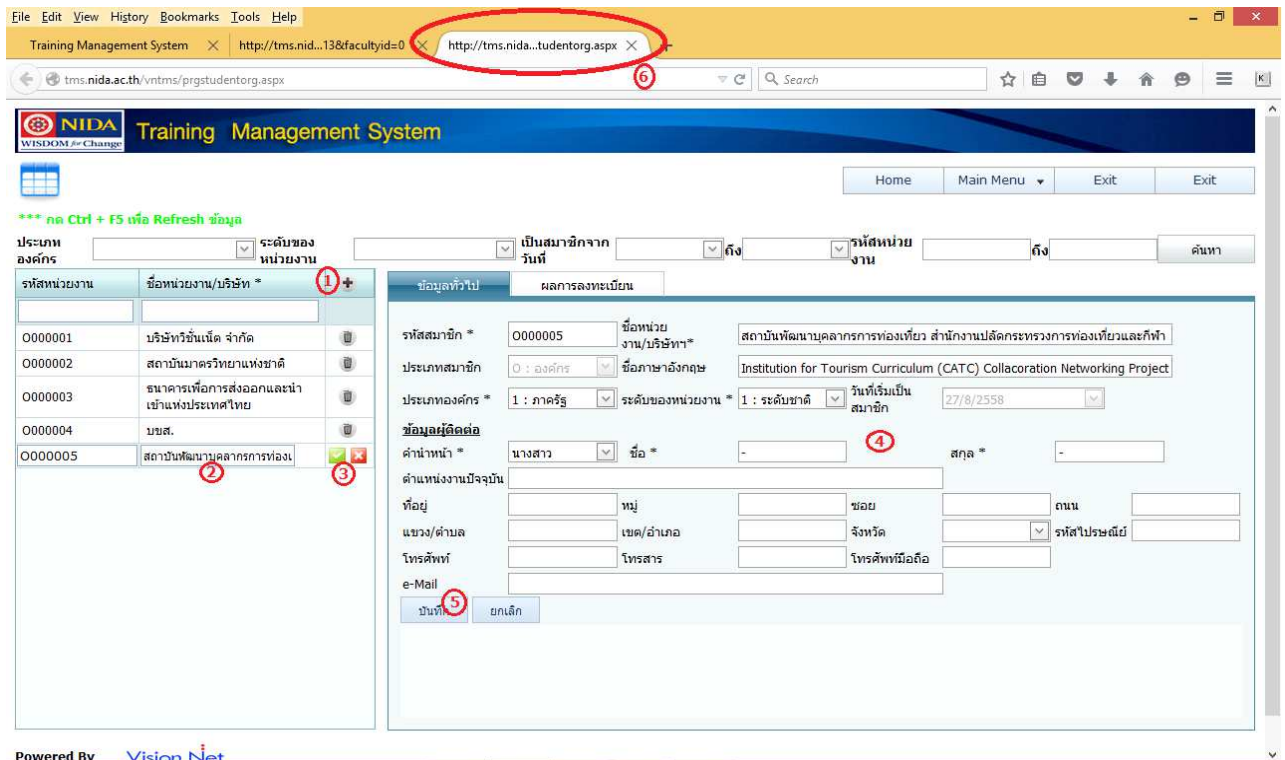 File Edit View History Bookmarks Tools Help
Training Management System × http://tms.nid...13&facultyid=0 × http://tms.nida...tudentorg.aspx × +
tms.nida.ac.th/vntms/prgstudentorg.aspx 6 Search
NIDA
WISDOM for Change
Training Management System
Home Main Menu Exit Exit
*** กด Ctrl + F5 เพื่อ Refresh ข้อมูล
ประเภทองค์กร ระดับของหน่วยงาน เป็นสมาชิกจากวันที่ ถึง รหัสหน่วยงาน ถึง ค้นหา
รหัสหน่วยงาน ชื่อหน่วยงาน/บริษัท * 1 +
O000001 บริษัทวิชั่นเน็ต จำกัด
O000002 สถาบันมาตรวิทยาแห่งชาติ
O000003 ธนาคารเพื่อการส่งออกและนำ
เข้าแห่งประเทศไทย
O000004 บขส.
O000005 สถาบันพัฒนาบุคลากรการท่องเ
2 3
ข้อมูลทั่วไป ผลการลงทะเบียน
รหัสสมาชิก * O000005 ชื่อหน่วยงาน/บริษัทฯ* สถาบันพัฒนาบุคลากรการท่องเที่ยว สำนักงานปลัดกระทรวงการท่องเที่ยวและกีฬา
ประเภทสมาชิก O : องค์กร ชื่อภาษาอังกฤษ Institution for Tourism Curriculum (CATC) Collacoration Networking Project
ประเภทองค์กร * 1 : ภาครัฐ ระดับของหน่วยงาน * 1 : ระดับชาติ วันที่เริ่มเป็นสมาชิก 27/8/2558
ข้อมูลผู้ติดต่อ 4
คำนำหน้า * นางสาว ชื่อ * - สกุล * -
ตำแหน่งงานปัจจุบัน
ที่อยู่ หมู่ ซอย ถนน
แขวง/ตำบล เขต/อำเภอ จังหวัด รหัสไปรษณีย์
โทรศัพท์ โทรสาร โทรศัพท์มือถือ
e-Mail
บันทึก 5 ยกเลิก
Powered By Vision Net